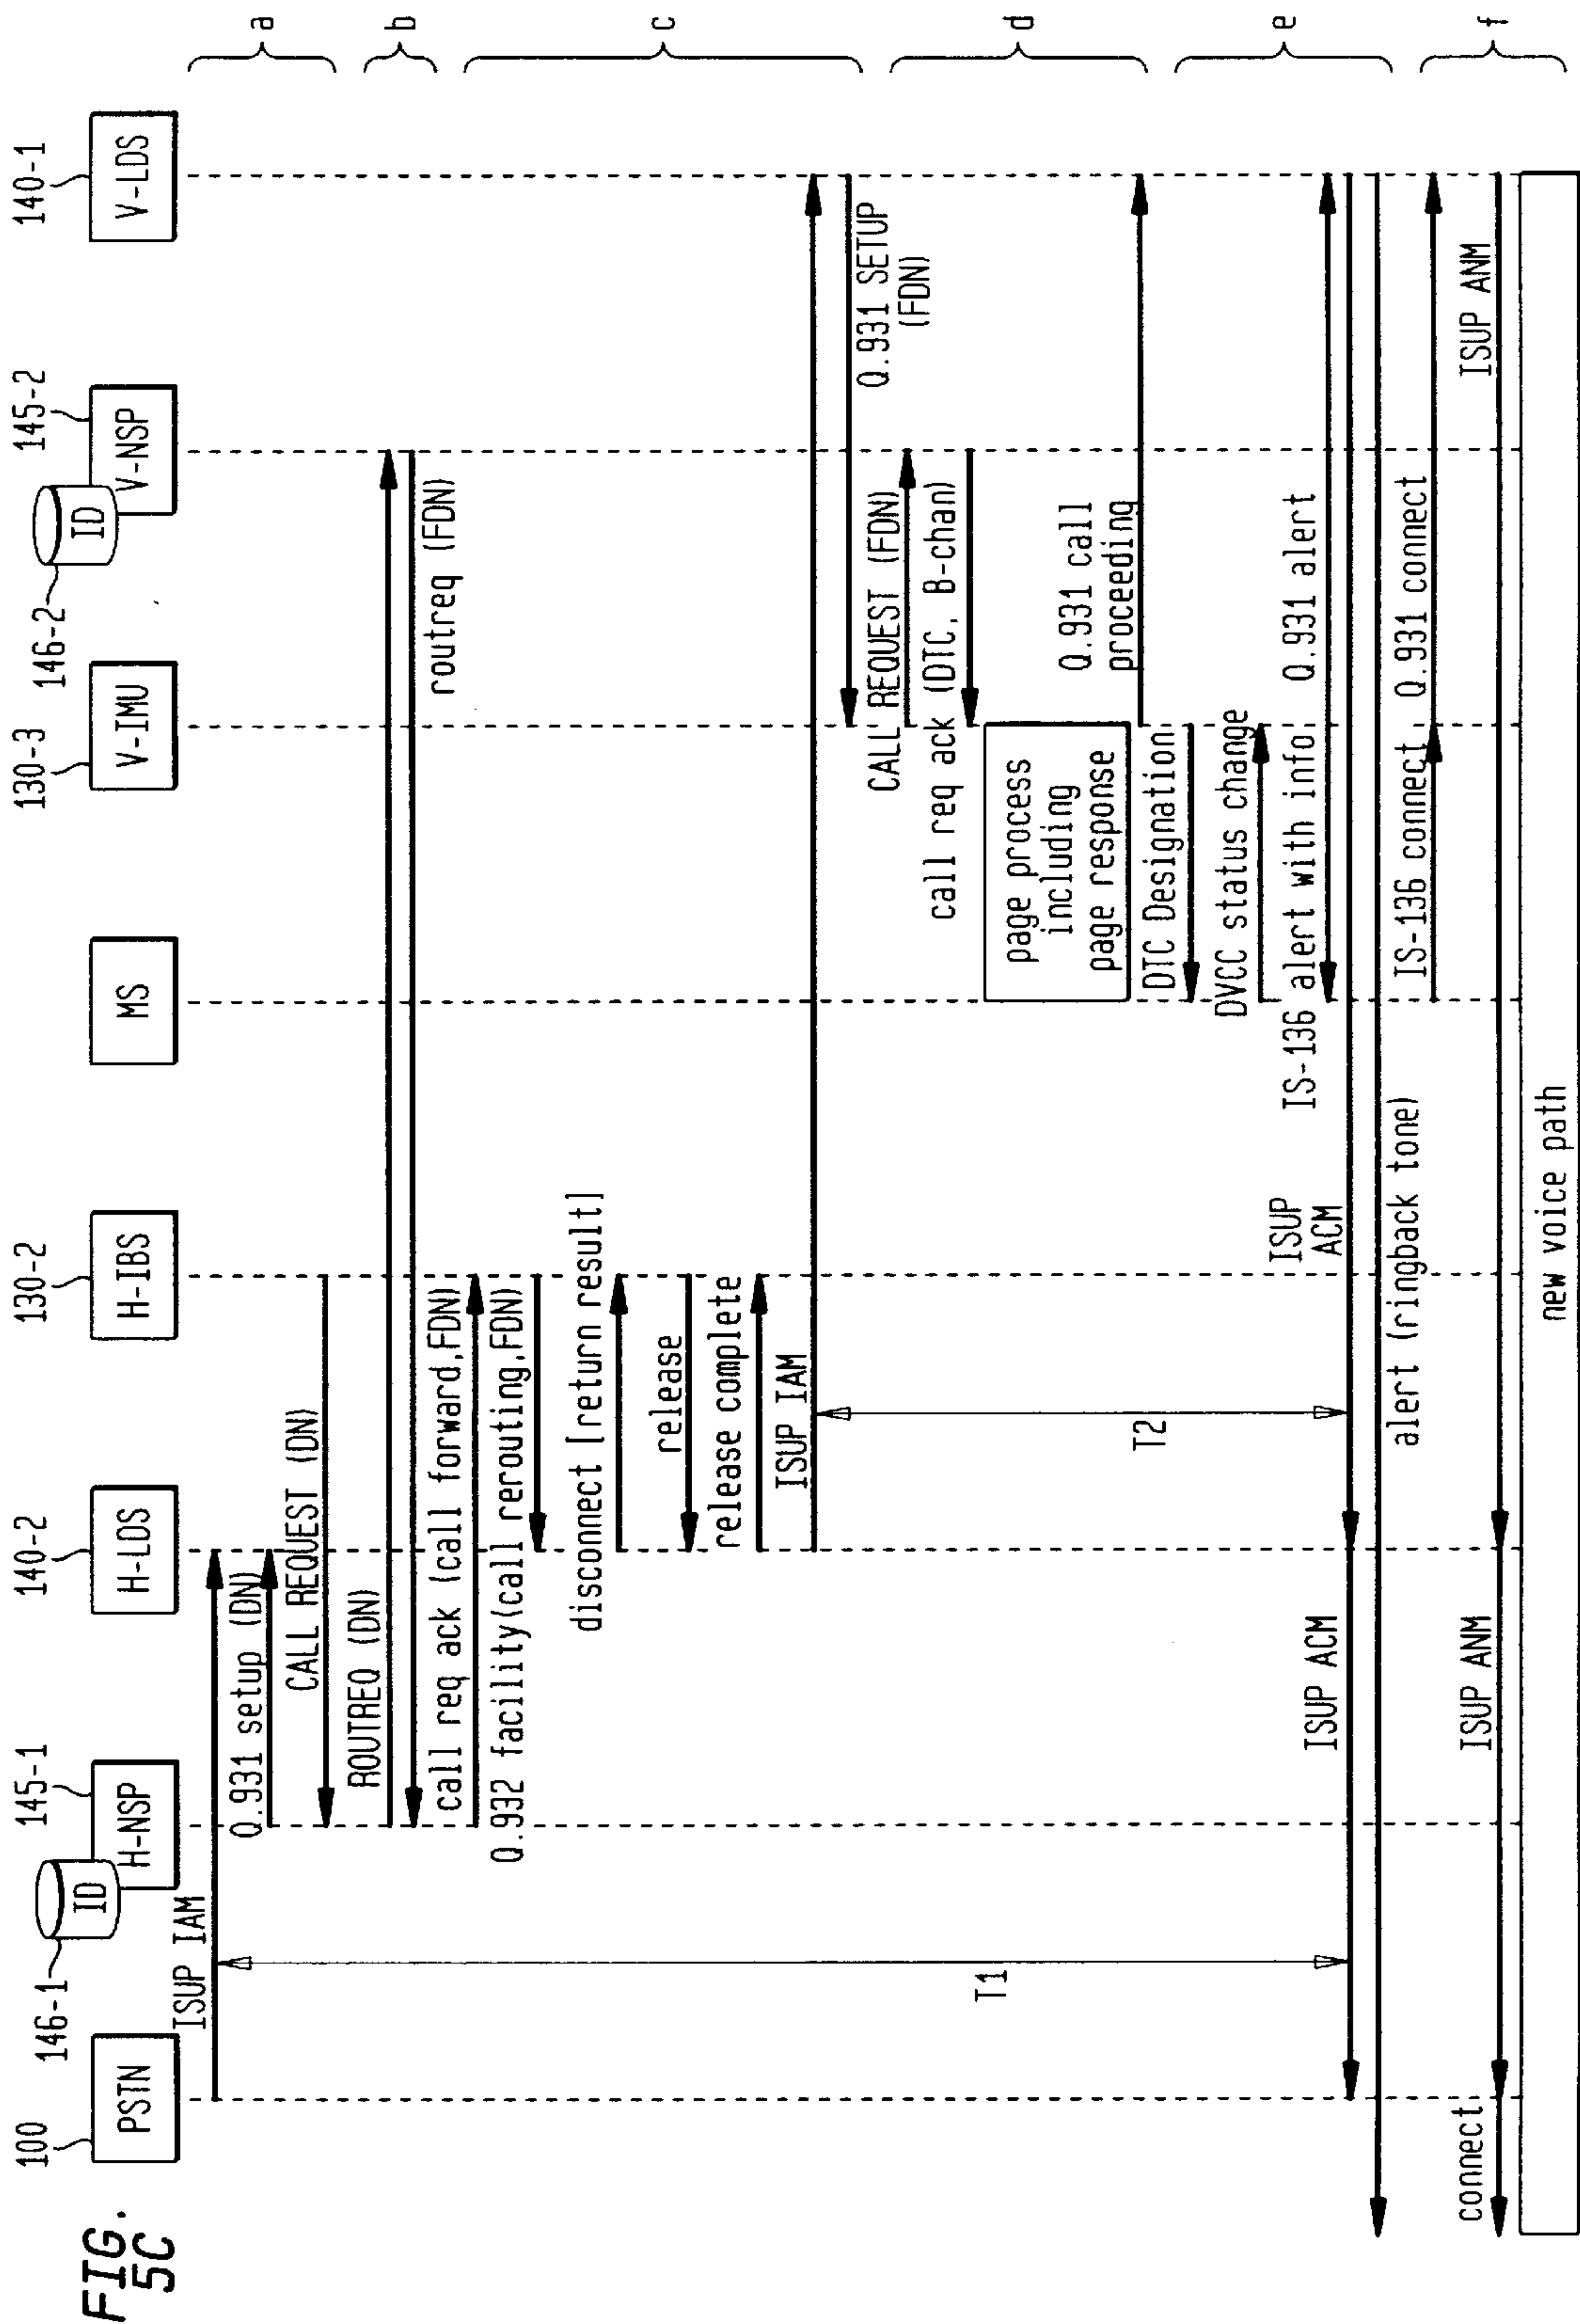 FIG.
5C
100
146-1
145-1
140-2
130-2
130-3
146-2
145-2
140-1
PSTN
ID
H-NSP
H-LDS
H-IBS
MS
V-IMU
ID
V-NSP
V-LDS
ISUP IAM
Q.931 setup (DN)
CALL REQUEST (DN)
a
ROUTREQ (DN)
routreq (FDN)
b
call req ack (call forward,FDN)
Q.932 facility(call rerouting,FDN)
disconnect [return result]
release
release complete
ISUP IAM
Q.931 SETUP
(FDN)
c
CALL REQUEST (FDN)
call req ack (DTC, B-chan)
page process
including
page response
Q.931 call
proceeding
d
T1
T2
DTC Designation
DVCC status change
IS-136 alert with info
Q.931 alert
ISUP
ACM
ISUP ACM
alert (ringback tone)
e
IS-136 connect
Q.931 connect
ISUP ANM
ISUP ANM
connect
f
new voice path